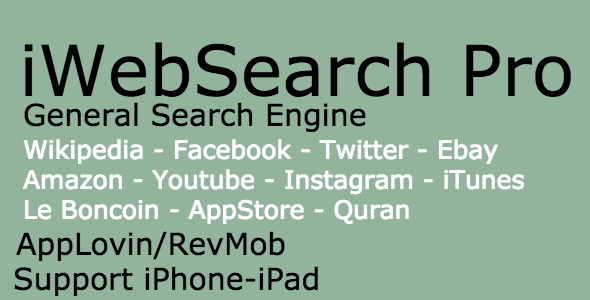 iWebSearch Pro
General Search Engine
Wikipedia - Facebook - Twitter - Ebay
Amazon - Youtube - Instagram - iTunes
Le Boncoin - AppStore - Quran
AppLovin/RevMob
Support iPhone-iPad